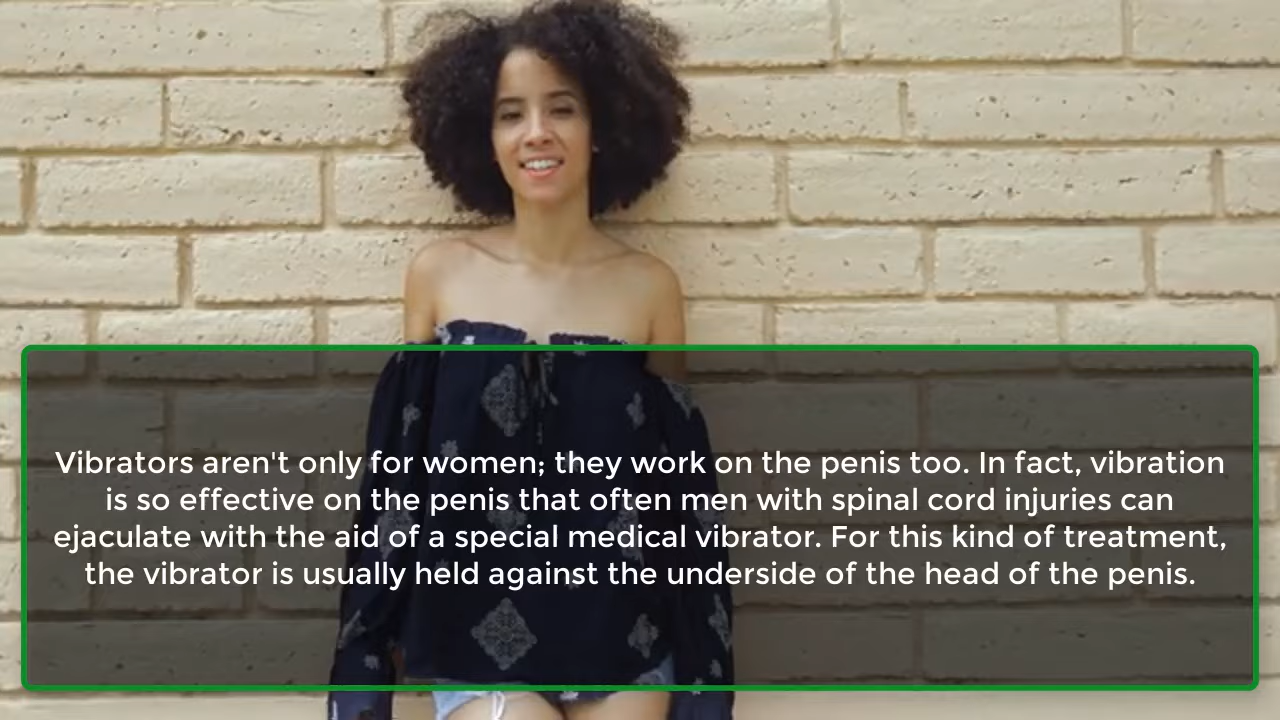 Vibrators aren't only for women; they work on the penis too. In fact, vibration
is so effective on the penis that often men with spinal cord injuries can
ejaculate with the aid of a special medical vibrator. For this kind of treatment,
the vibrator is usually held against the underside of the head of the penis.